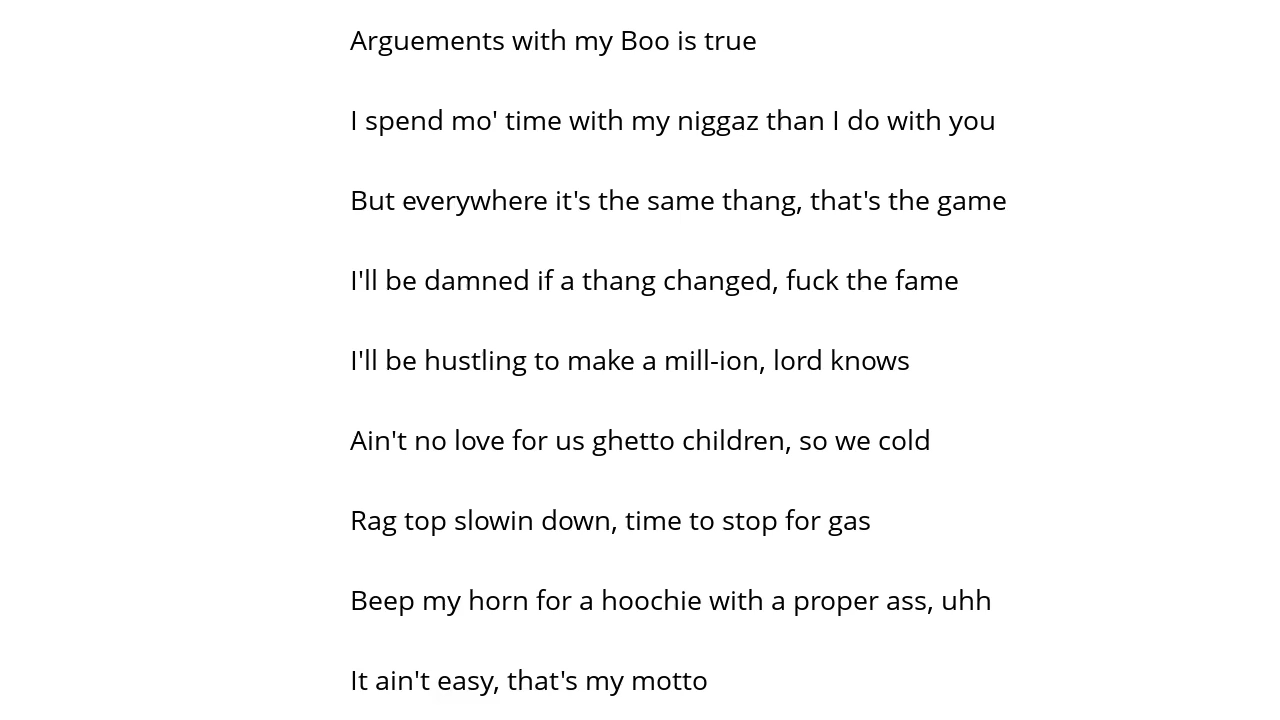 Arguements with my Boo is true
I spend mo' time with my niggaz than I do with you
But everywhere it's the same thang, that's the game
I'll be damned if a thang changed, fuck the fame
I'll be hustling to make a mill-ion, lord knows
Ain't no love for us ghetto children, so we cold
Rag top slowin down, time to stop for gas
Beep my horn for a hoochie with a proper ass, uhh
It ain't easy, that's my motto